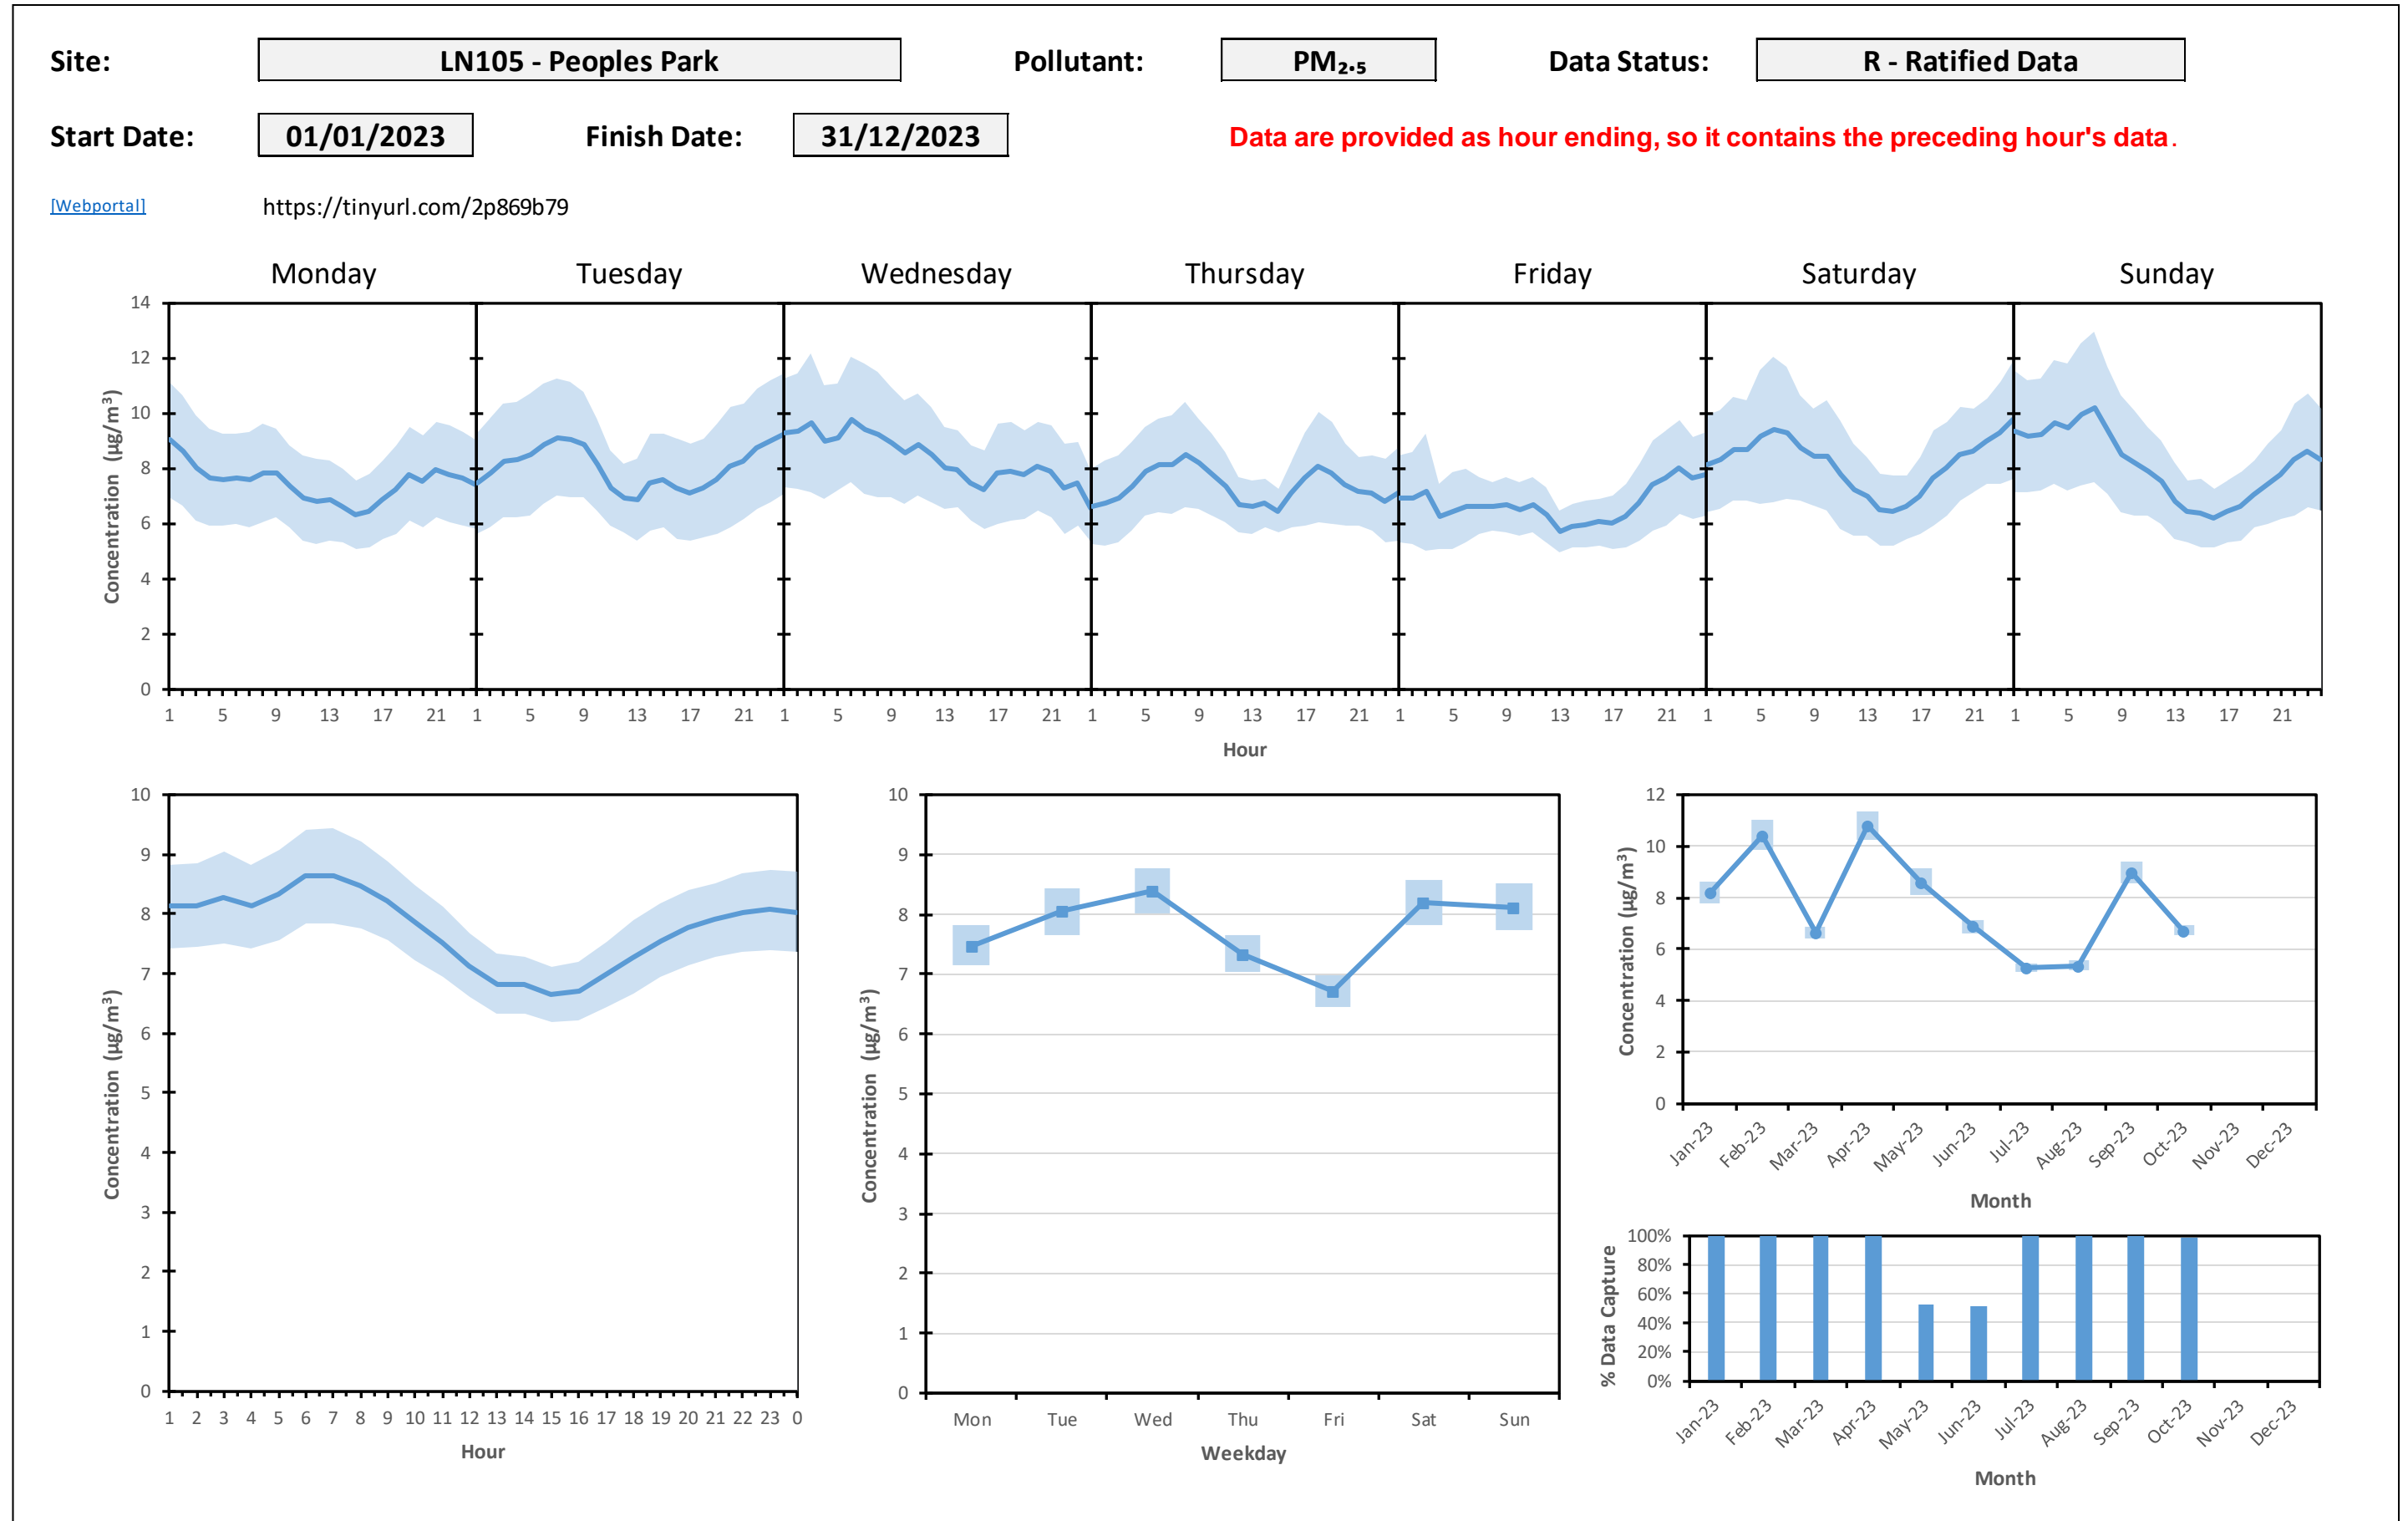 Site: LN105 - Peoples Park Pollutant: PM₂.₅ Data Status: R - Ratified Data
Start Date: 01/01/2023 Finish Date: 31/12/2023 Data are provided as hour ending, so it contains the preceding hour's data.
[Webportal] https://tinyurl.com/2p869b79
Monday Tuesday Wednesday Thursday Friday Saturday Sunday
Concentration (µg/m³)
14
12
10
8
6
4
2
0
1 5 9 13 17 21 1 5 9 13 17 21 1 5 9 13 17 21 1 5 9 13 17 21 1 5 9 13 17 21 1 5 9 13 17 21 1 5 9 13 17 21
Hour
Concentration (µg/m³)
10
9
8
7
6
5
4
3
2
1
0
1 2 3 4 5 6 7 8 9 10 11 12 13 14 15 16 17 18 19 20 21 22 23 0
Hour
Concentration (µg/m³)
10
9
8
7
6
5
4
3
2
1
0
Mon Tue Wed Thu Fri Sat Sun
Weekday
Concentration (µg/m³)
12
10
8
6
4
2
0
Jan-23 Feb-23 Mar-23 Apr-23 May-23 Jun-23 Jul-23 Aug-23 Sep-23 Oct-23 Nov-23 Dec-23
Month
% Data Capture
100%
80%
60%
40%
20%
0%
Jan-23 Feb-23 Mar-23 Apr-23 May-23 Jun-23 Jul-23 Aug-23 Sep-23 Oct-23 Nov-23 Dec-23
Month